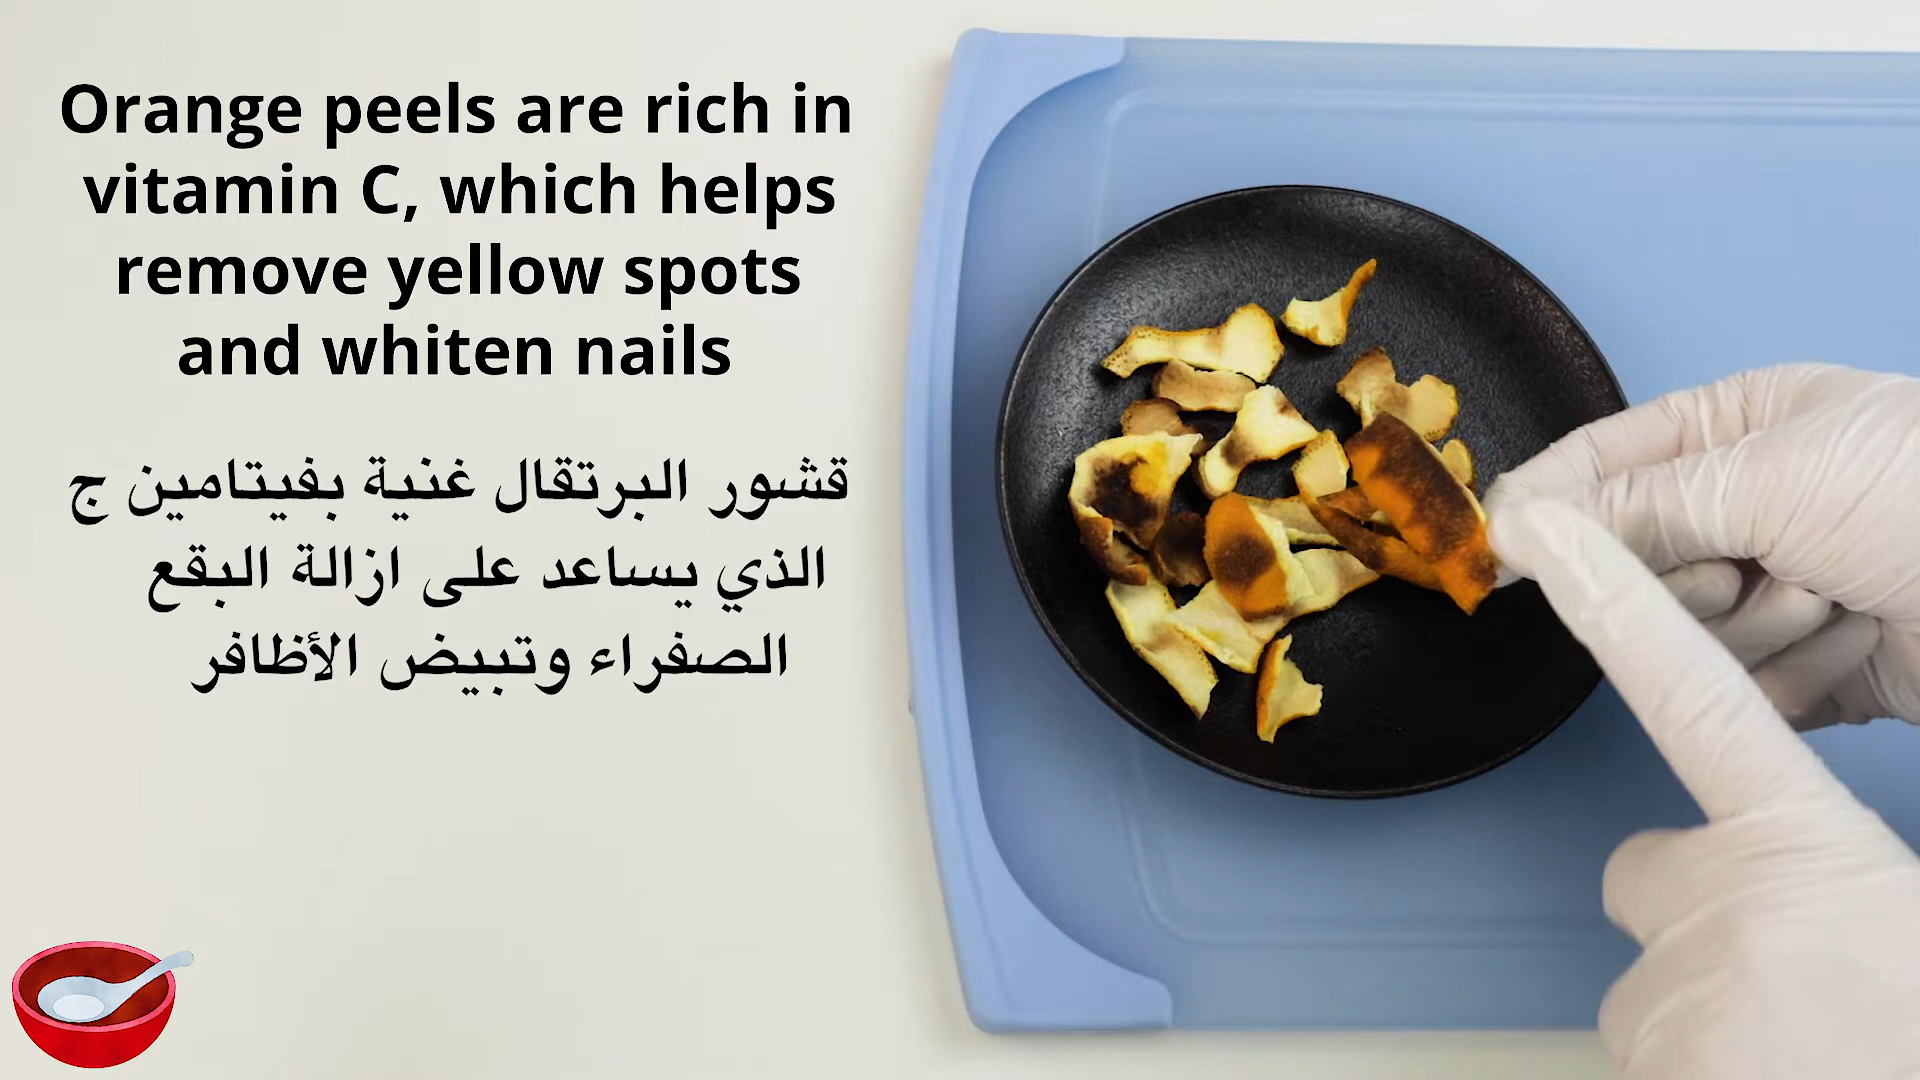 Orange peels are rich in
vitamin C, which helps
remove yellow spots
and whiten nails
قشور البرتقال غنية بفيتامين ج
الذي يساعد على ازالة البقع
الصفراء وتبيض الأظافر